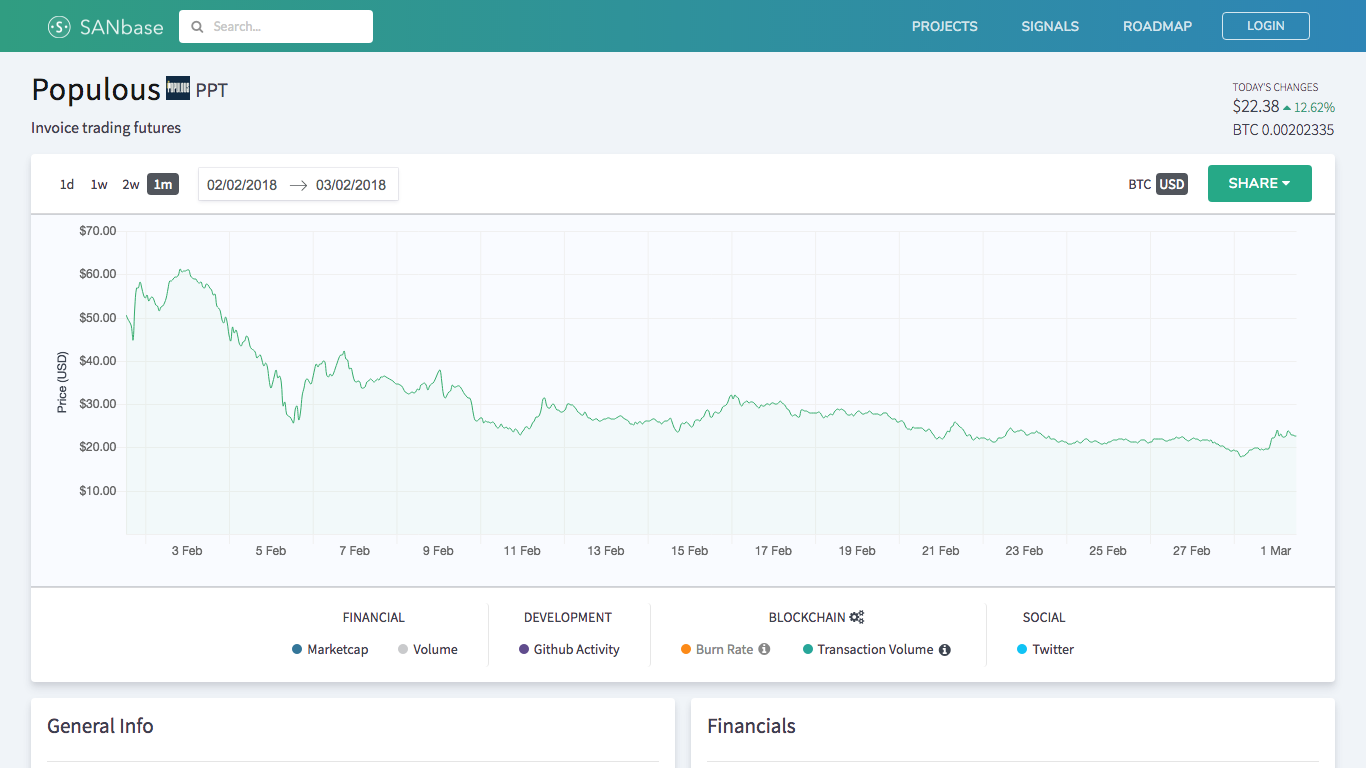 SANbase
Search...
PROJECTS
SIGNALS
ROADMAP
LOGIN
Populous POPULOUS PPT
Invoice trading futures
TODAY'S CHANGES
$22.38 12.62%
BTC 0.00202335
1d 1w 2w 1m
02/02/2018 → 03/02/2018
BTC USD
SHARE
$70.00
$60.00
$50.00
$40.00
$30.00
$20.00
$10.00
Price (USD)
3 Feb 5 Feb 7 Feb 9 Feb 11 Feb 13 Feb 15 Feb 17 Feb 19 Feb 21 Feb 23 Feb 25 Feb 27 Feb 1 Mar
FINANCIAL
Marketcap Volume
DEVELOPMENT
Github Activity
BLOCKCHAIN
Burn Rate Transaction Volume
SOCIAL
Twitter
General Info
Financials